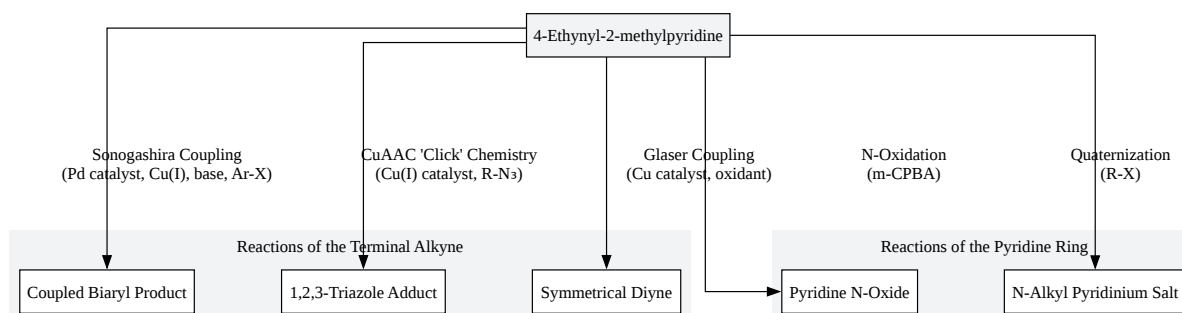 4-Ethynyl-2-methylpyridine
Sonogashira Coupling
(Pd catalyst, Cu(I), base, Ar-X)
CuAAC 'Click' Chemistry
(Cu(I) catalyst, R-N₃)
Glaser Coupling
(Cu catalyst, oxidant)
N-Oxidation
(m-CPBA)
Quaternization
(R-X)
Reactions of the Terminal Alkyne
Reactions of the Pyridine Ring
Coupled Biaryl Product
1,2,3-Triazole Adduct
Symmetrical Diyne
Pyridine N-Oxide
N-Alkyl Pyridinium Salt